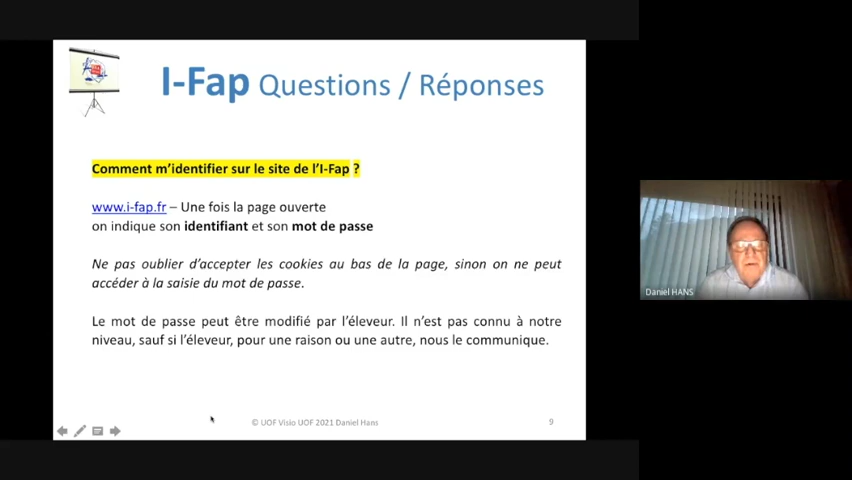 I-Fap Questions / Réponses
Comment m'identifier sur le site de l'I-Fap ?
www.i-fap.fr – Une fois la page ouverte
on indique son identifiant et son mot de passe
Ne pas oublier d'accepter les cookies au bas de la page, sinon on ne peut
accéder à la saisie du mot de passe.
Le mot de passe peut être modifié par l'éleveur. Il n'est pas connu à notre
niveau, sauf si l'éleveur, pour une raison ou une autre, nous le communique.
© UOF Visio UOF 2021 Daniel Hans
9
Daniel HANS